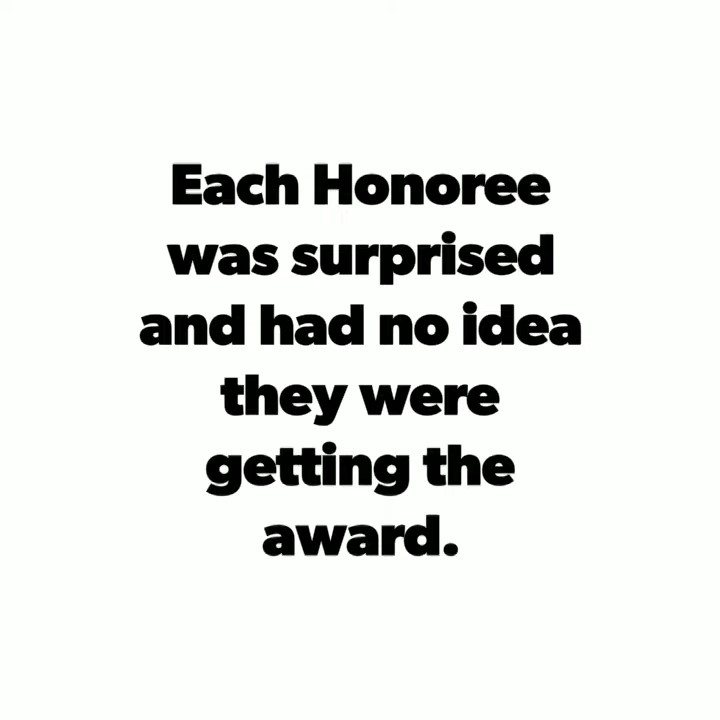 Each Honoree
was surprised
and had no idea
they were
getting the
award.